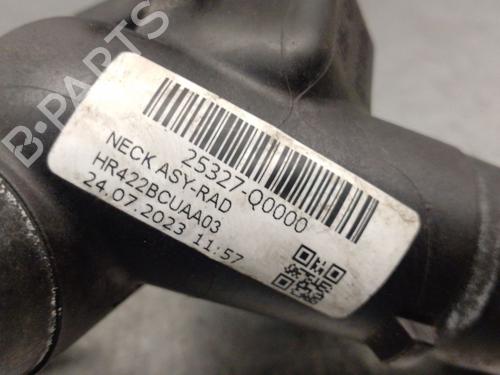 B-PARTS
25327-Q0000
NECK ASY-RAD
HR422BCUAA03
24.07.2023 11:57